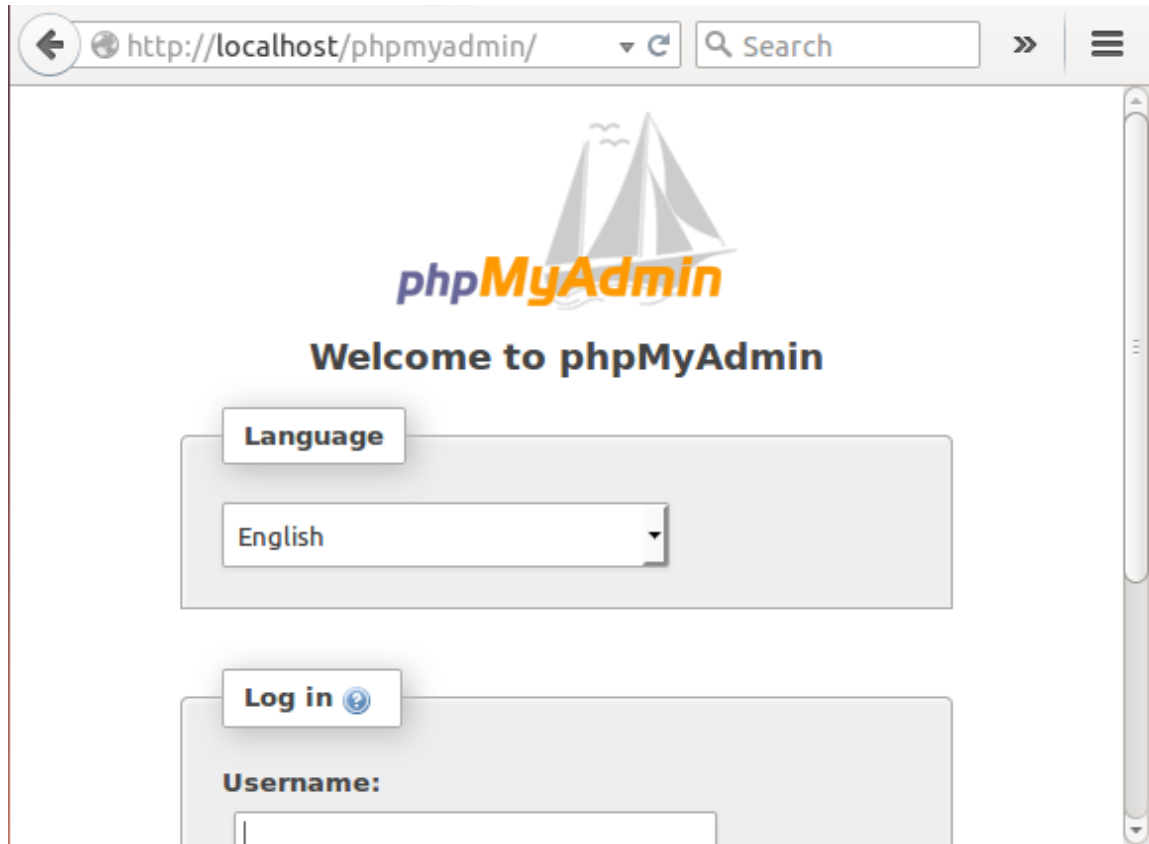 http://localhost/phpmyadmin/
Search
phpMyAdmin
Welcome to phpMyAdmin
Language
English
Log in
Username: